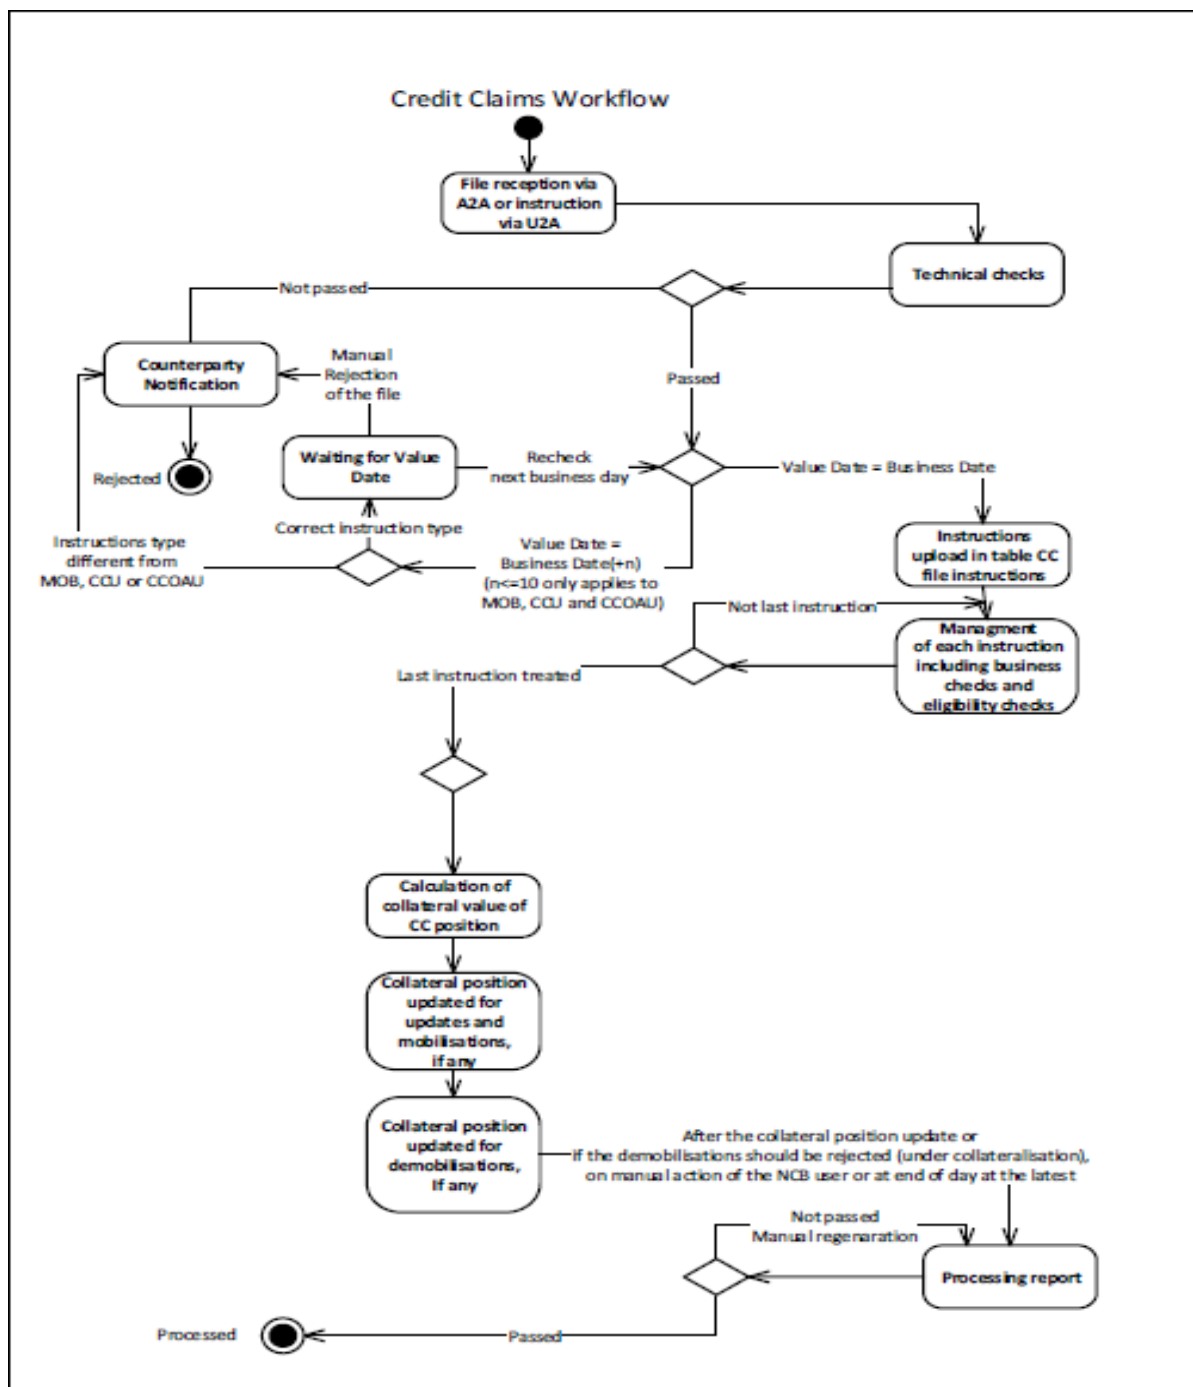 Credit Claims Workflow
File reception via
A2A or instruction
via U2A
Technical checks
Not passed
Counterparty
Notification
Manual
Rejection
of the file
Passed
Waiting for Value
Date
Recheck
next business day
Value Date = Business Date
Rejected
Correct instruction type
Instructions type
different from
MOB, CCU or CCOAU
Value Date =
Business Date(+n)
(n<=10 only applies to
MOB, CCU and CCOAU)
Instructions
upload in table CC
file instructions
Not last instruction
Managment
of each instruction
including business
checks and
eligibility checks
Last instruction treated
Calculation of
collateral value of
CC position
Collateral position
updated for
updates and
mobilisations,
if any
Collateral position
updated for
demobilisations,
If any
After the collateral position update or
if the demobilisations should be rejected (under collateralisation),
on manual action of the NCB user or at end of day at the latest
Not passed
Manual regenaration
Processing report
Processed
Passed